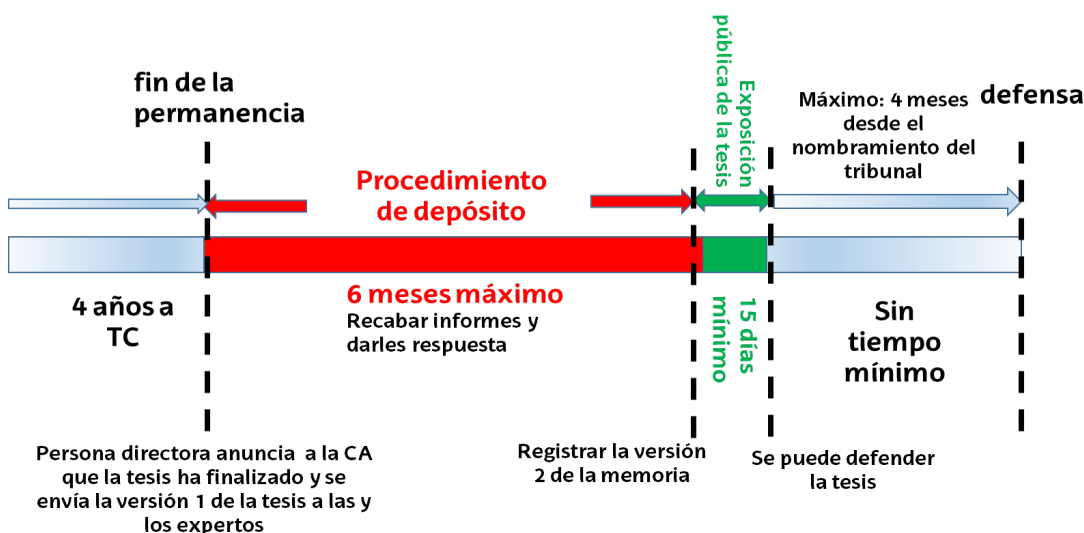 fin de la
permanencia
Exposición
pública de la tesis
Máximo: 4 meses
desde el
nombramiento del
tribunal
defensa
Procedimiento
de depósito
4 años a
TC
6 meses máximo
Recabar informes y
darles respuesta
15 días
mínimo
Sin
tiempo
mínimo
Persona directora anuncia a la CA
que la tesis ha finalizado y se
envía la versión 1 de la tesis a las y
los expertos
Registrar la versión
2 de la memoria
Se puede defender
la tesis